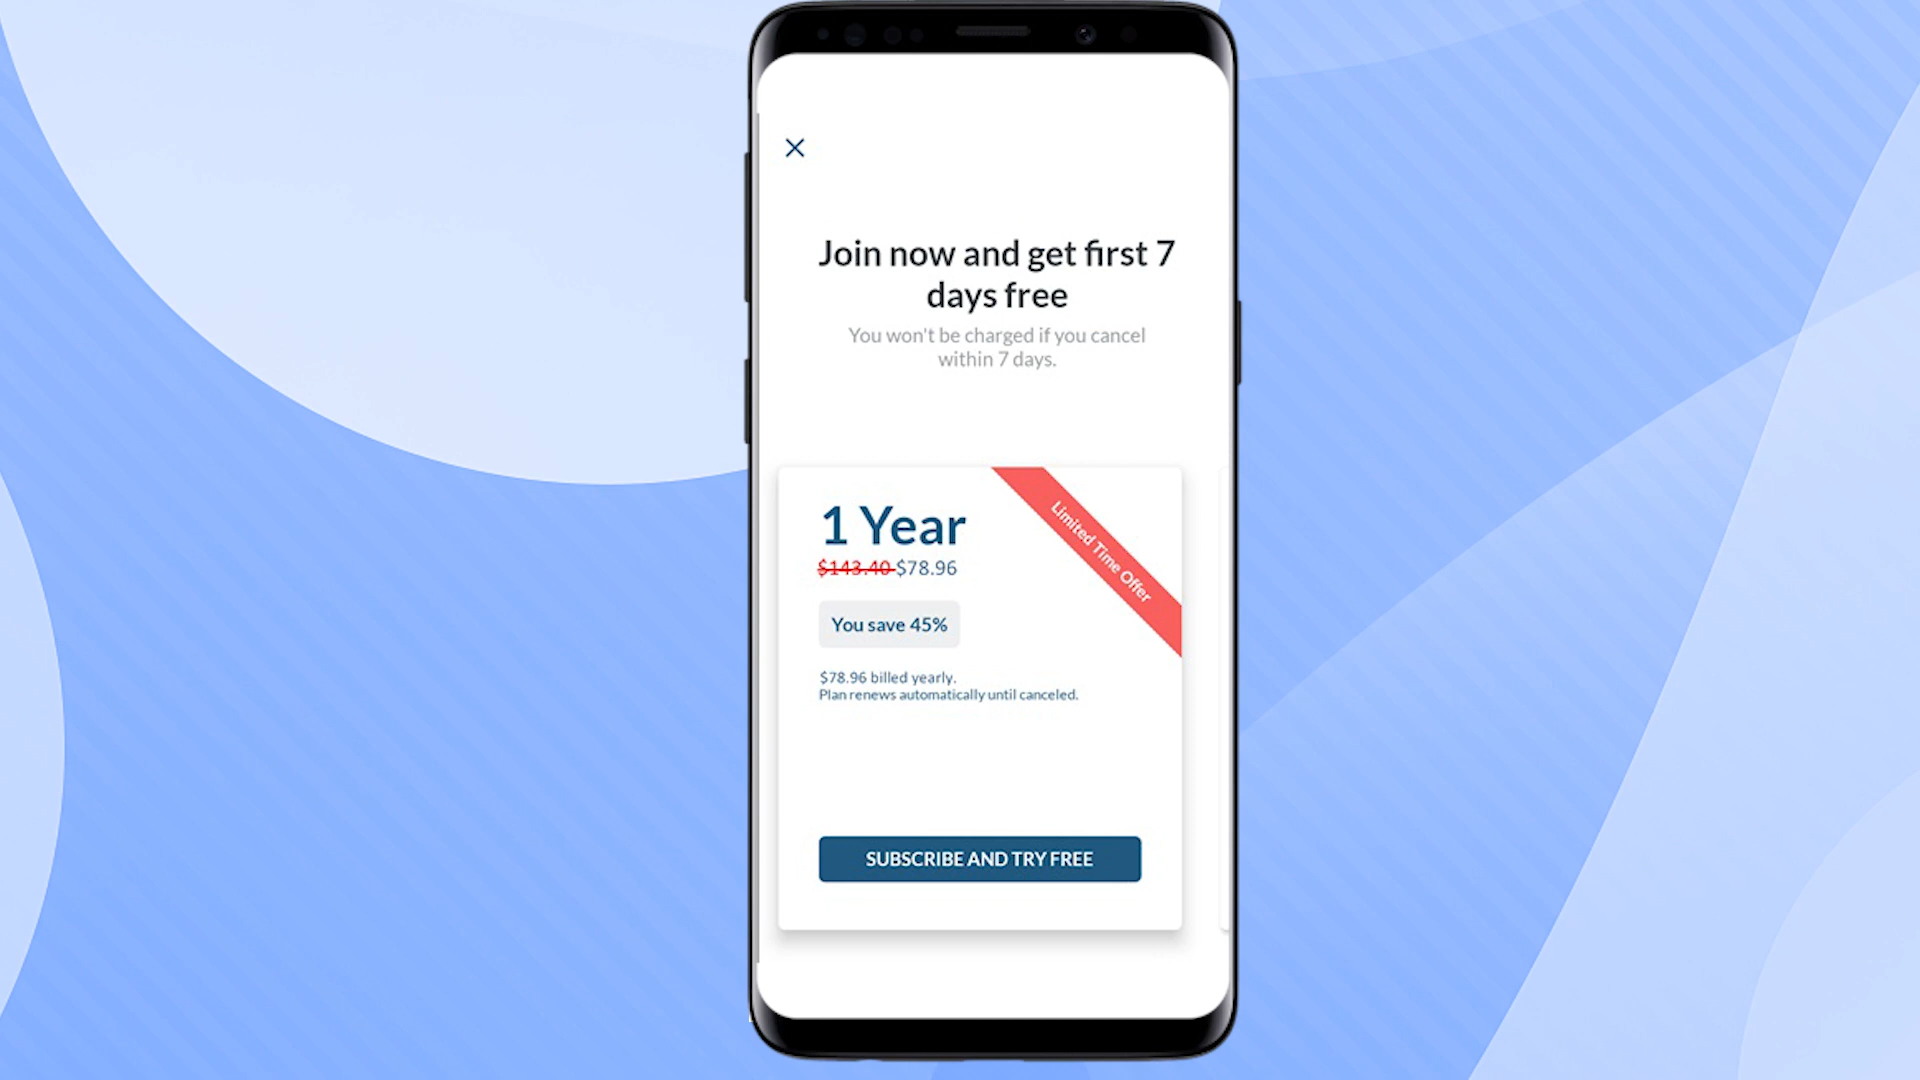 Join now and get first 7
days free
You won't be charged if you cancel
within 7 days.
Limited Time Offer
1 Year
$143.40 $78.96
You save 45%
$78.96 billed yearly.
Plan renews automatically until canceled.
SUBSCRIBE AND TRY FREE